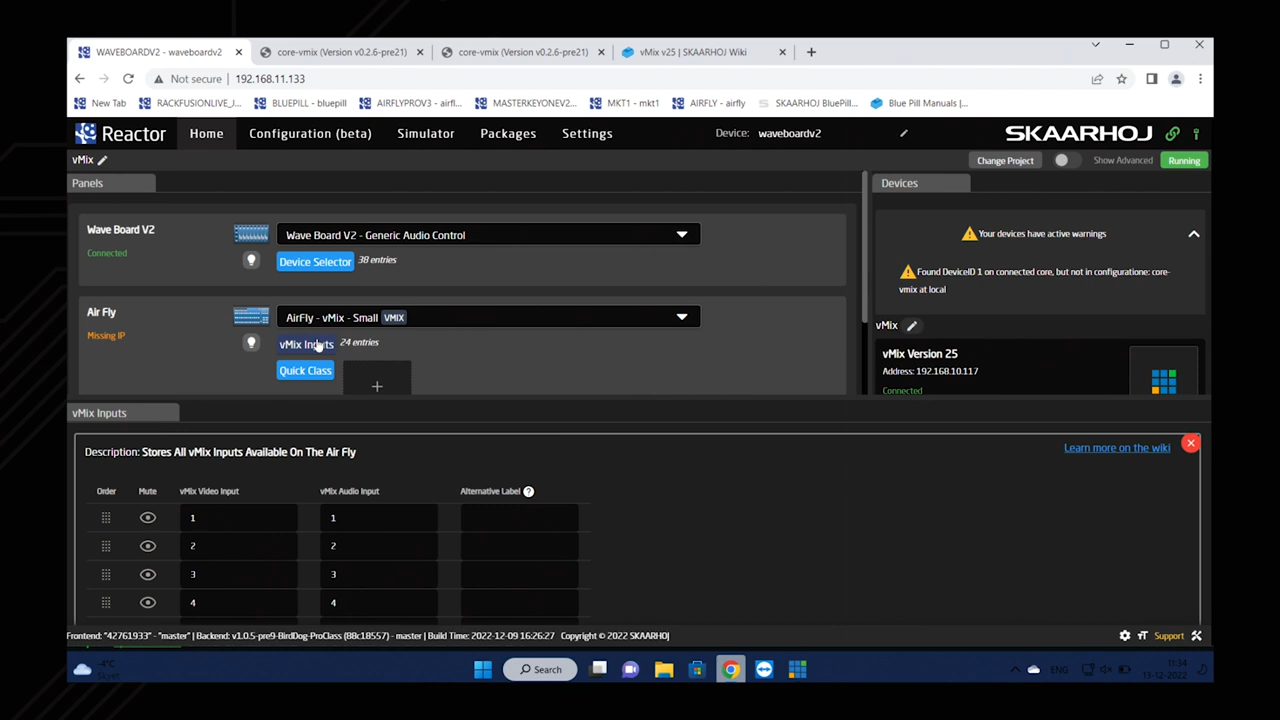 WAVEBOARDV2 - waveboardv2
core-vmix (Version v0.2.6-pre21)
core-vmix (Version v0.2.6-pre21)
vMix v25 | SKAARHOJ Wiki
Not secure | 192.168.11.133
New Tab
RACKFUSIONLIVE_J...
BLUEPILL - bluepill
AIRFLYPROV3 - airfl...
MASTERKEYONEV2...
MKT1 - mkt1
AIRFLY - airfly
SKAARHOJ BluePill...
Blue Pill Manuals |...
Reactor
Home
Configuration (beta)
Simulator
Packages
Settings
Device: waveboardv2
SKAARHOJ
vMix
Change Project
Show Advanced
Running
Panels
Wave Board V2
Connected
Wave Board V2 - Generic Audio Control
Device Selector
38 entries
Air Fly
Missing IP
AirFly - vMix - Small VMIX
vMix Inputs
24 entries
Quick Class
+
Devices
Your devices have active warnings
Found DeviceID 1 on connected core, but not in configuratione: core-
vmix at local
vMix
vMix Version 25
Address: 192.168.10.117
Connected
vMix Inputs
Description: Stores All vMix Inputs Available On The Air Fly
Learn more on the wiki
Order
Mute
vMix Video Input
vMix Audio Input
Alternative Label ?
1 1
2 2
3 3
4 4
Frontend: "42761933" - "master" | Backend: v1.0.5-pre9-BirdDog-ProClass (88c18557) - master | Build Time: 2022-12-09 16:26:27 Copyright © 2022 SKAARHOJ
Support
-4°C
Skyet
Search
ENG
11:34
13-12-2022